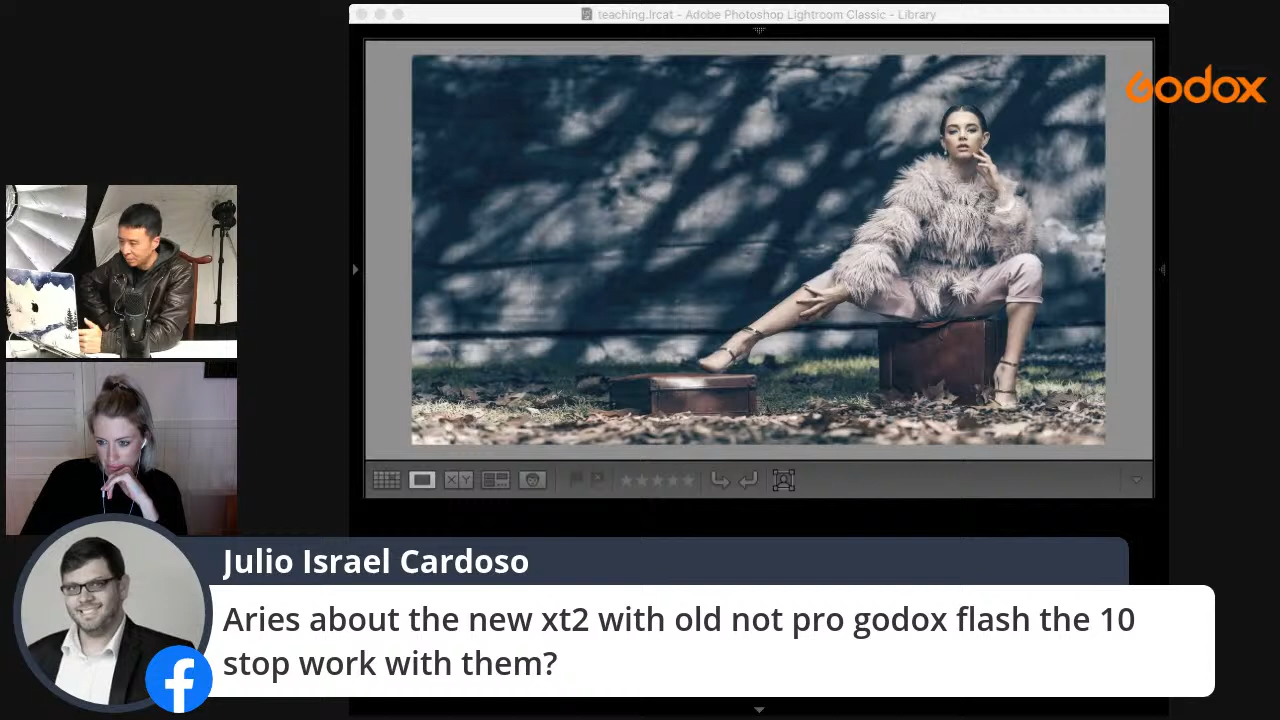 teaching.lrcat - Adobe Photoshop Lightroom Classic - Library
Godox
X Y
Julio Israel Cardoso
Aries about the new xt2 with old not pro godox flash the 10
stop work with them?